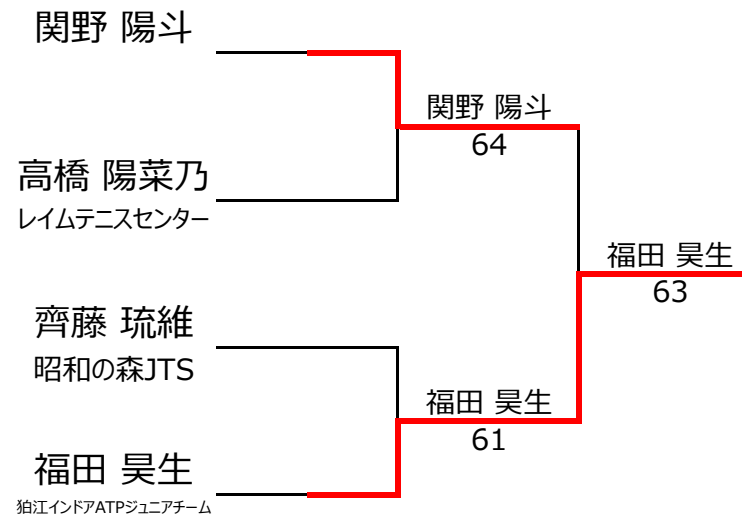 関野 陽斗
関野 陽斗
64
高橋 陽菜乃
レイムテニスセンター
福田 昊生
63
齊藤 琉維
昭和の森JTS
福田 昊生
61
福田 昊生
狛江インドアATPジュニアチーム